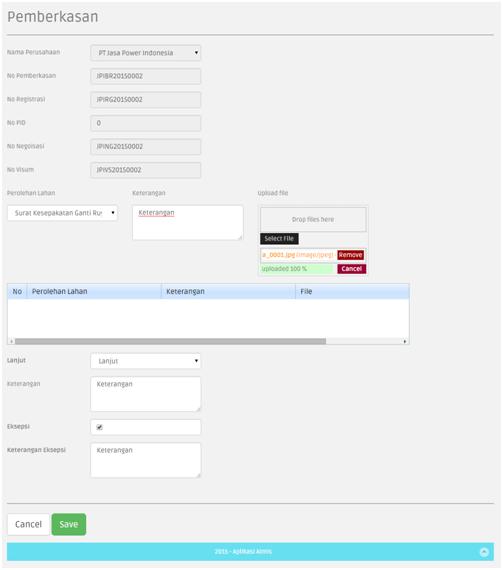 Pemberkasan
Nama Perusahaan
PT.Jasa Power Indonesia
No Pemberkasan
JPIBR20150002
No Registrasi
JPIRG20150002
No PID
0
No Negoisasi
JPING20150002
No Visum
JPIVS20150002
Perolehan Lahan Keterangan Upload file
Surat Kesepakatan Ganti Ru
Keterangan
Drop files here
Select File
a_0001.jpg (image/jpeg) Remove
uploaded 100 % Cancel
No Perolehan Lahan Keterangan File
Lanjut
Lanjut
Keterangan
Keterangan
Eksepsi
Keterangan Eksepsi
Keterangan
Cancel Save
2015 - Aplikasi